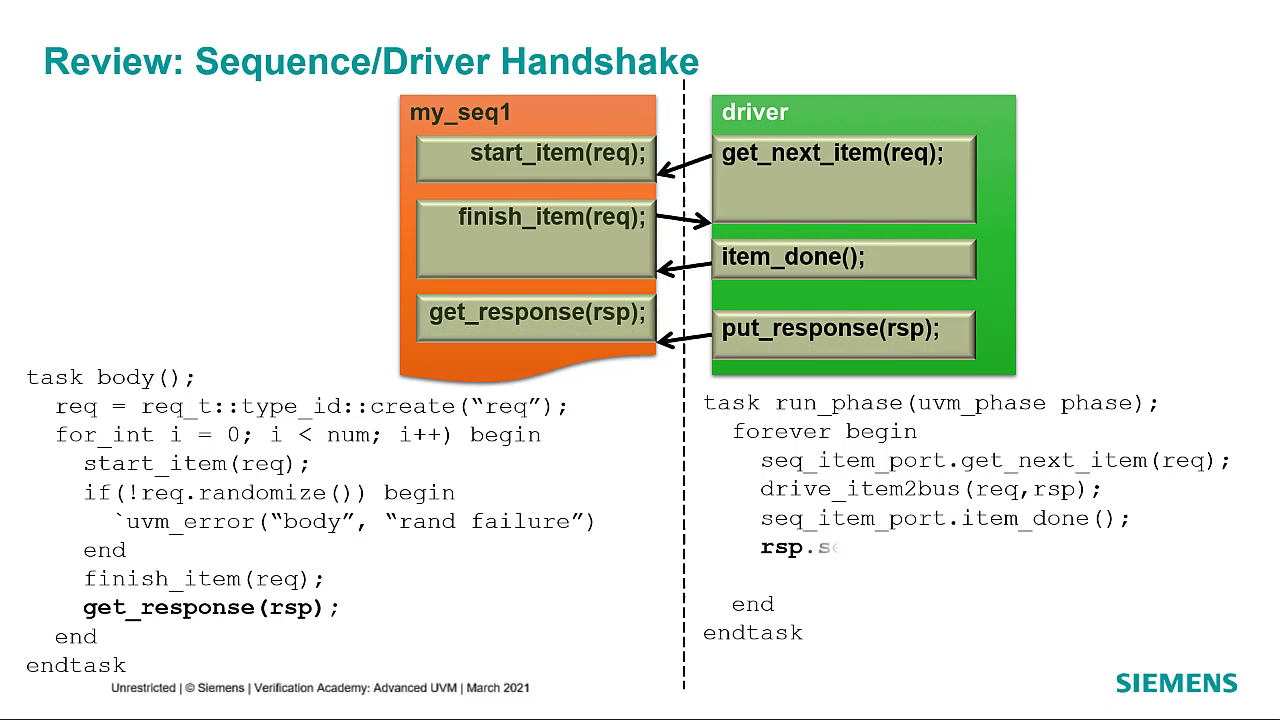 Review: Sequence/Driver Handshake
my_seq1
start_item(req);
finish_item(req);
get_response(rsp);
driver
get_next_item(req);
item_done();
put_response(rsp);
task body();
req = req_t::type_id::create(“req”);
for_int i = 0; i < num; i++) begin
start_item(req);
if(!req.randomize()) begin
`uvm_error(“body”, “rand failure”)
end
finish_item(req);
get_response(rsp);
end
endtask
task run_phase(uvm_phase phase);
forever begin
seq_item_port.get_next_item(req);
drive_item2bus(req,rsp);
seq_item_port.item_done();
rsp.se
end
endtask
Unrestricted | © Siemens | Verification Academy: Advanced UVM | March 2021
SIEMENS